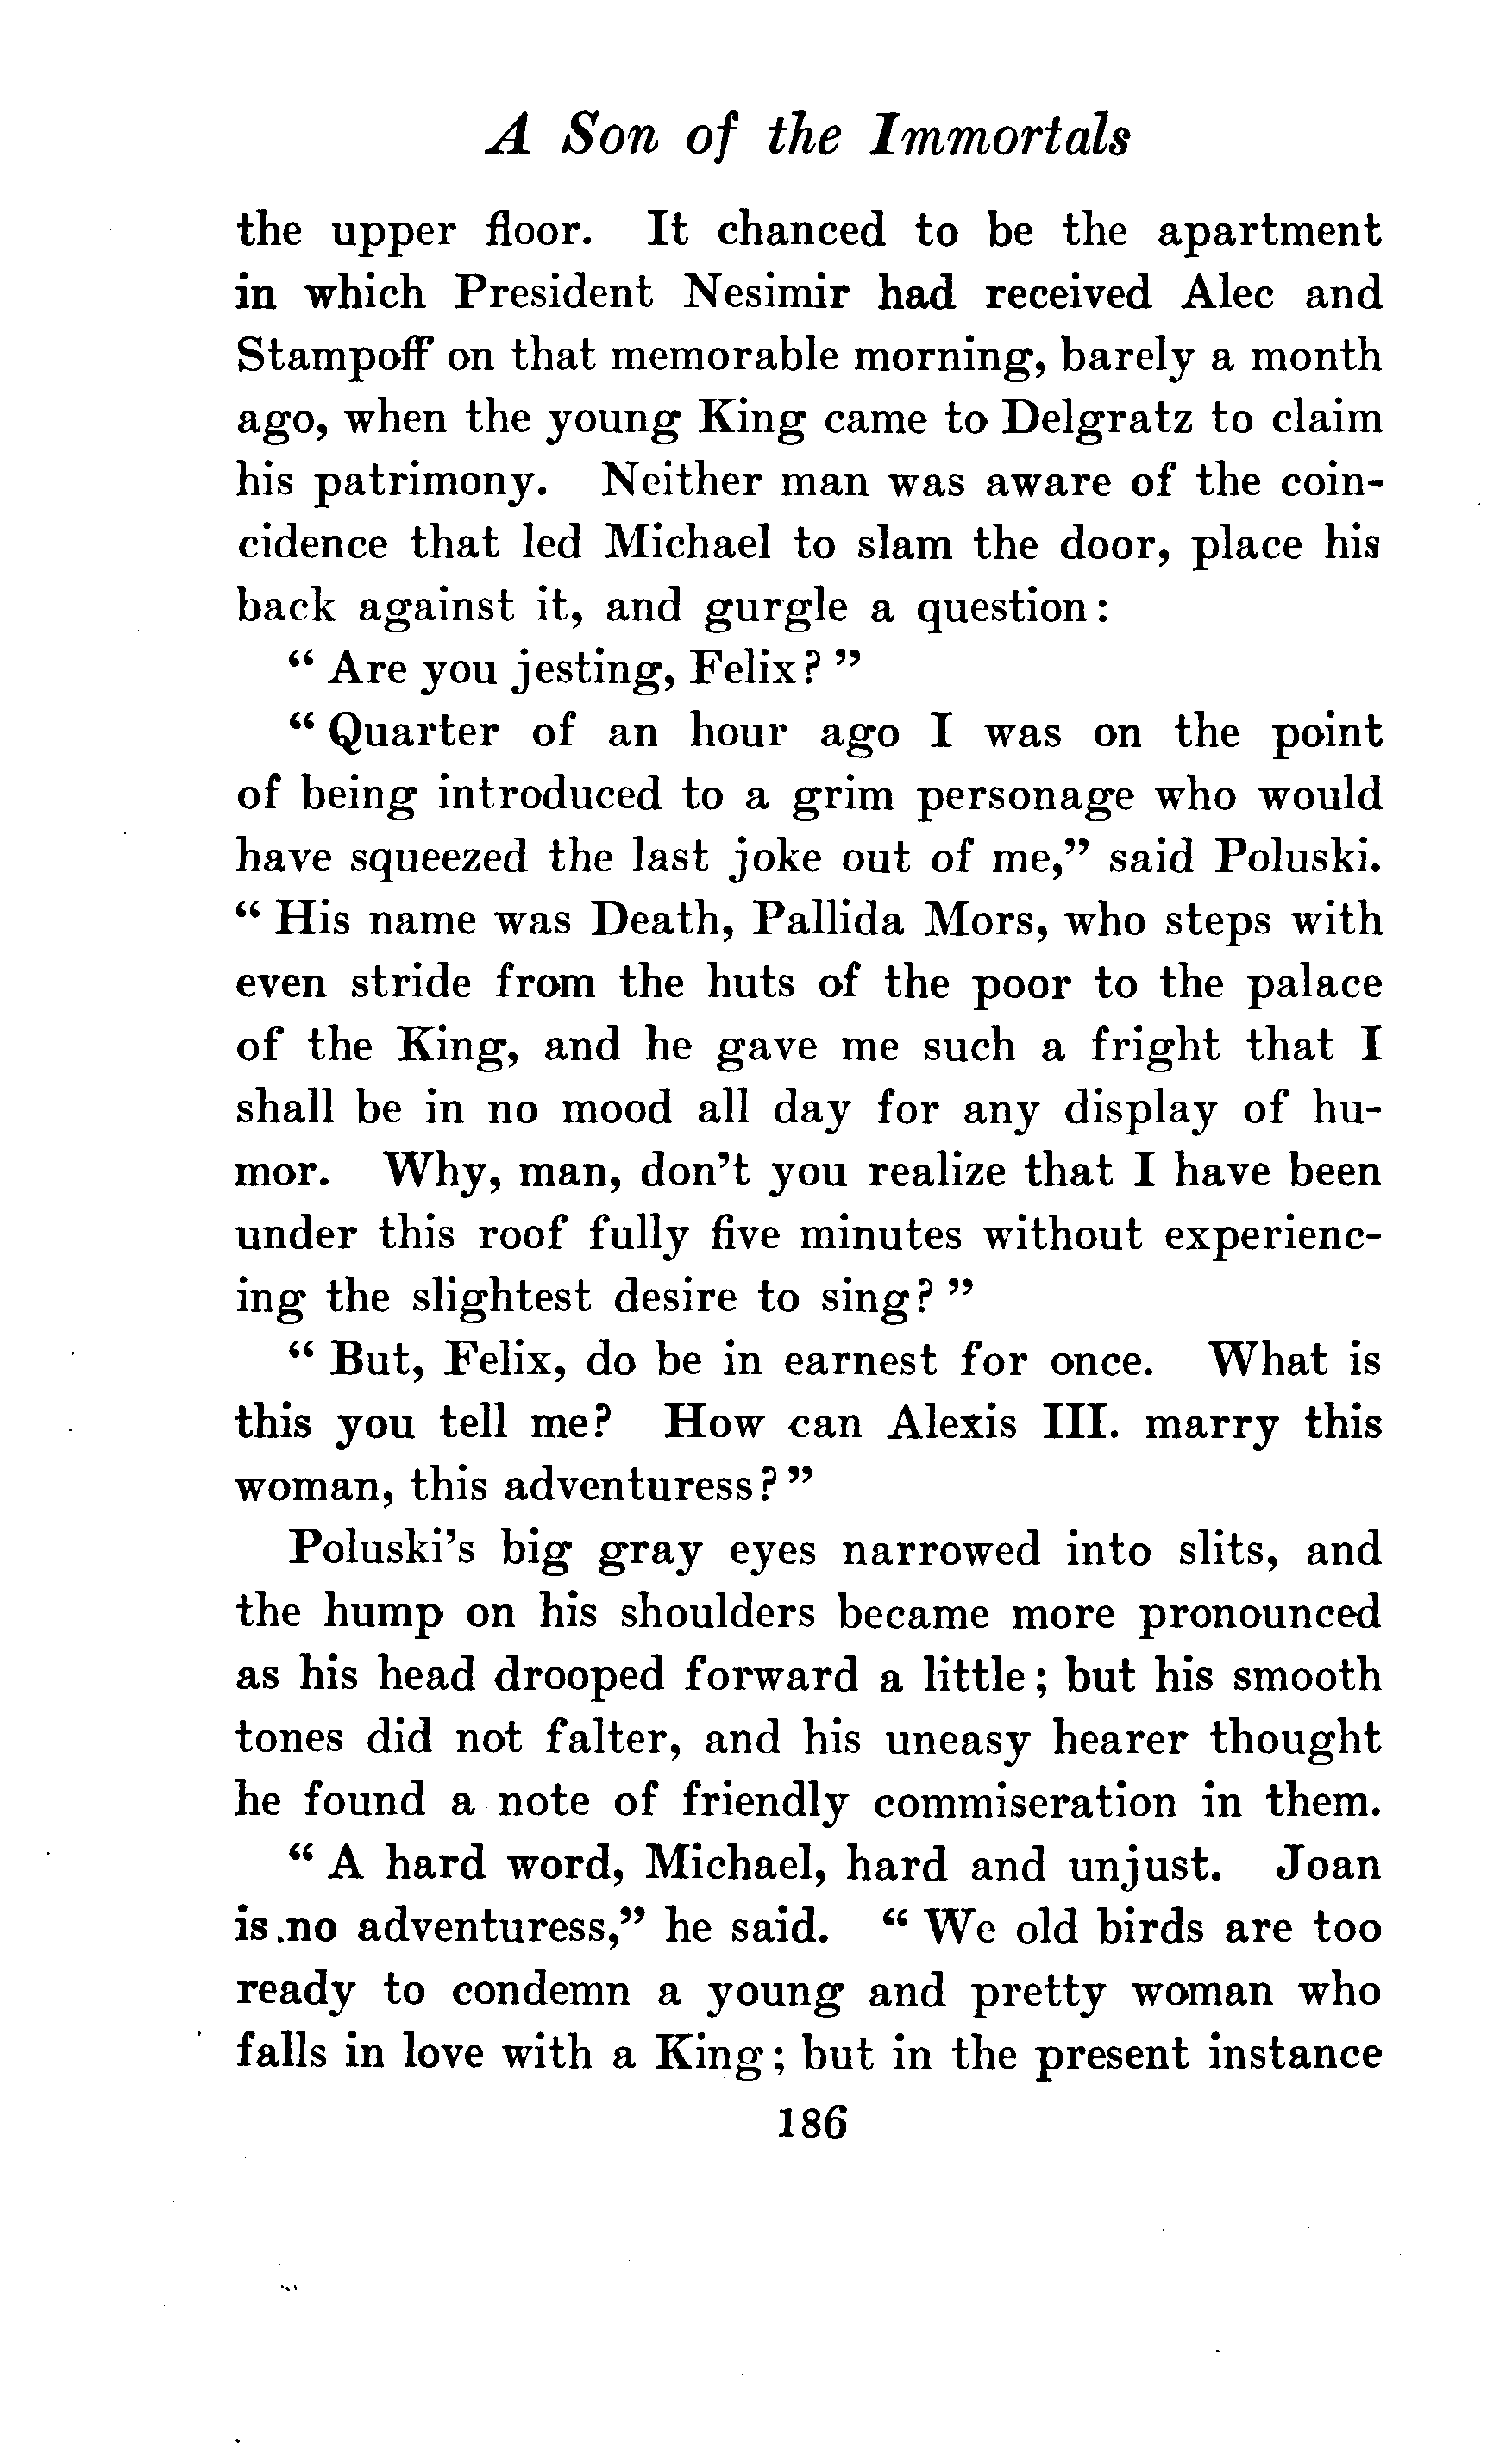 A Son of the Immortals
the upper floor. It chanced to be the apartment
in which President Nesimir had received Alec and
Stampoff on that memorable morning, barely a month
ago, when the young King came to Delgratz to claim
his patrimony. Neither man was aware of the coin-
cidence that led Michael to slam the door, place his
back against it, and gurgle a question:
“ Are you jesting, Felix? ”
“ Quarter of an hour ago I was on the point
of being introduced to a grim personage who would
have squeezed the last joke out of me,” said Poluski.
“ His name was Death, Pallida Mors, who steps with
even stride from the huts of the poor to the palace
of the King, and he gave me such a fright that I
shall be in no mood all day for any display of hu-
mor. Why, man, don’t you realize that I have been
under this roof fully five minutes without experienc-
ing the slightest desire to sing? ”
“ But, Felix, do be in earnest for once. What is
this you tell me? How can Alexis III. marry this
woman, this adventuress? ”
Poluski’s big gray eyes narrowed into slits, and
the hump on his shoulders became more pronounced
as his head drooped forward a little; but his smooth
tones did not falter, and his uneasy hearer thought
he found a note of friendly commiseration in them.
“ A hard word, Michael, hard and unjust. Joan
is no adventuress,” he said. “ We old birds are too
ready to condemn a young and pretty woman who
falls in love with a King; but in the present instance
186